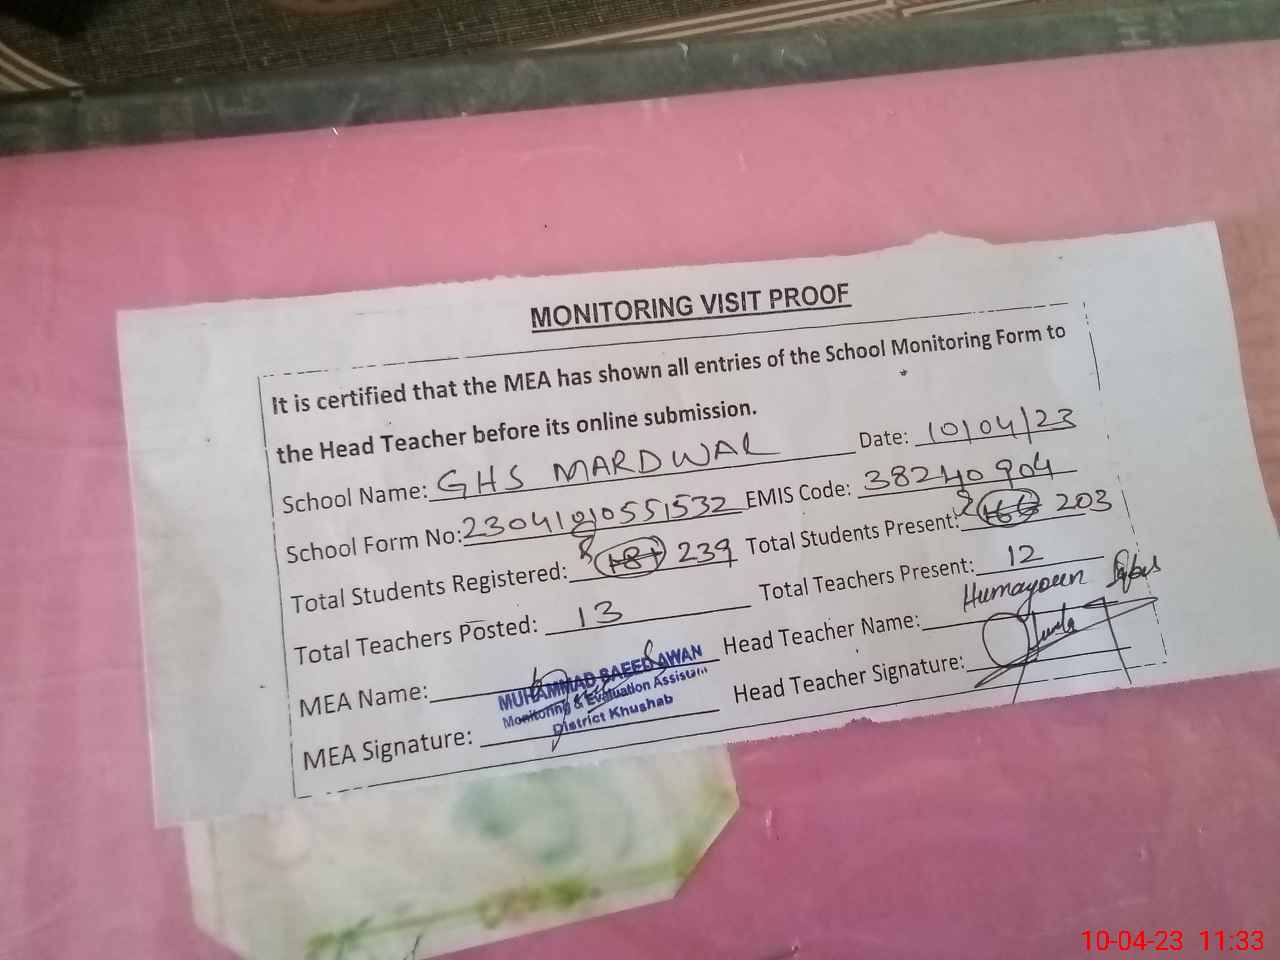 MONITORING VISIT PROOF
It is certified that the MEA has shown all entries of the School Monitoring Form to
the Head Teacher before its online submission.
School Name: GHS MARDWAL Date: 10/04/23
School Form No: 23041010551532 EMIS Code: 38240904
Total Students Registered: 239 Total Students Present: 203
Total Teachers Posted: 13 Total Teachers Present: 12
MEA Name: Head Teacher Name: Humayoun
MUHAMMAD SAEED AWAN
Monitoring & Evaluation Assistant
District Khushab
MEA Signature: Head Teacher Signature:
10-04-23 11:33